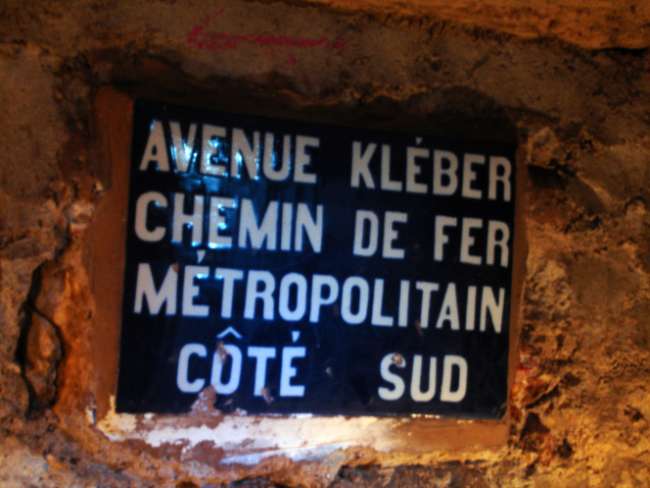 AVENUE KLÉBER
CHEMIN DE FER
MÉTROPOLITAIN
CÔTÉ SUD